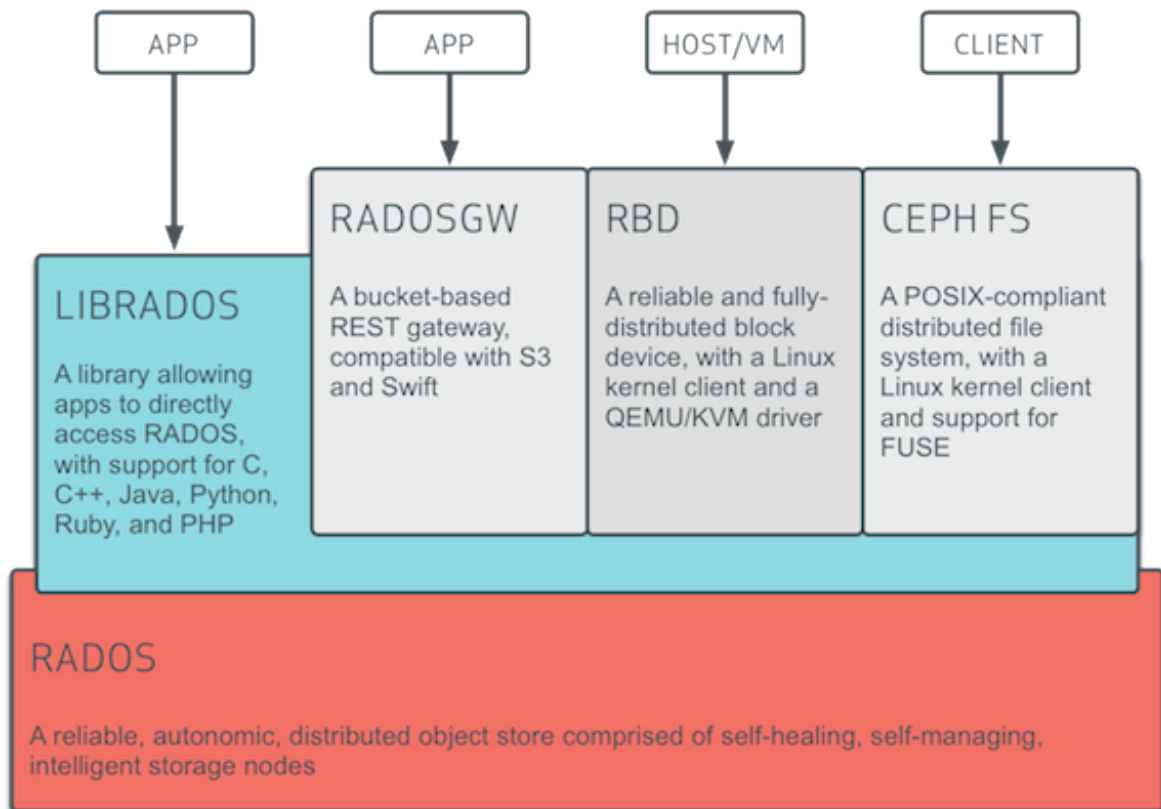 APP
APP
HOST/VM
CLIENT
LIBRADOS
A library allowing
apps to directly
access RADOS,
with support for C,
C++, Java, Python,
Ruby, and PHP
RADOSGW
A bucket-based
REST gateway,
compatible with S3
and Swift
RBD
A reliable and fully-
distributed block
device, with a Linux
kernel client and a
QEMU/KVM driver
CEPH FS
A POSIX-compliant
distributed file
system, with a
Linux kernel client
and support for
FUSE
RADOS
A reliable, autonomic, distributed object store comprised of self-healing, self-managing,
intelligent storage nodes